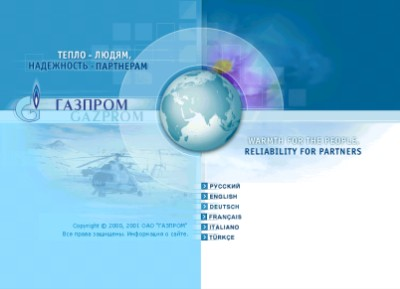 ТЕПЛО - ЛЮДЯМ,
НАДЕЖНОСТЬ - ПАРТНЕРАМ
ГАЗПРОМ
GAZPROM
WARMTH FOR THE PEOPLE,
RELIABILITY FOR PARTNERS
РУССКИЙ
ENGLISH
DEUTSCH
FRANÇAIS
ITALIANO
TÜRKÇE
Copyright © 2000, 2001 ОАО "ГАЗПРОМ"
Все права защищены. Информация о сайте.